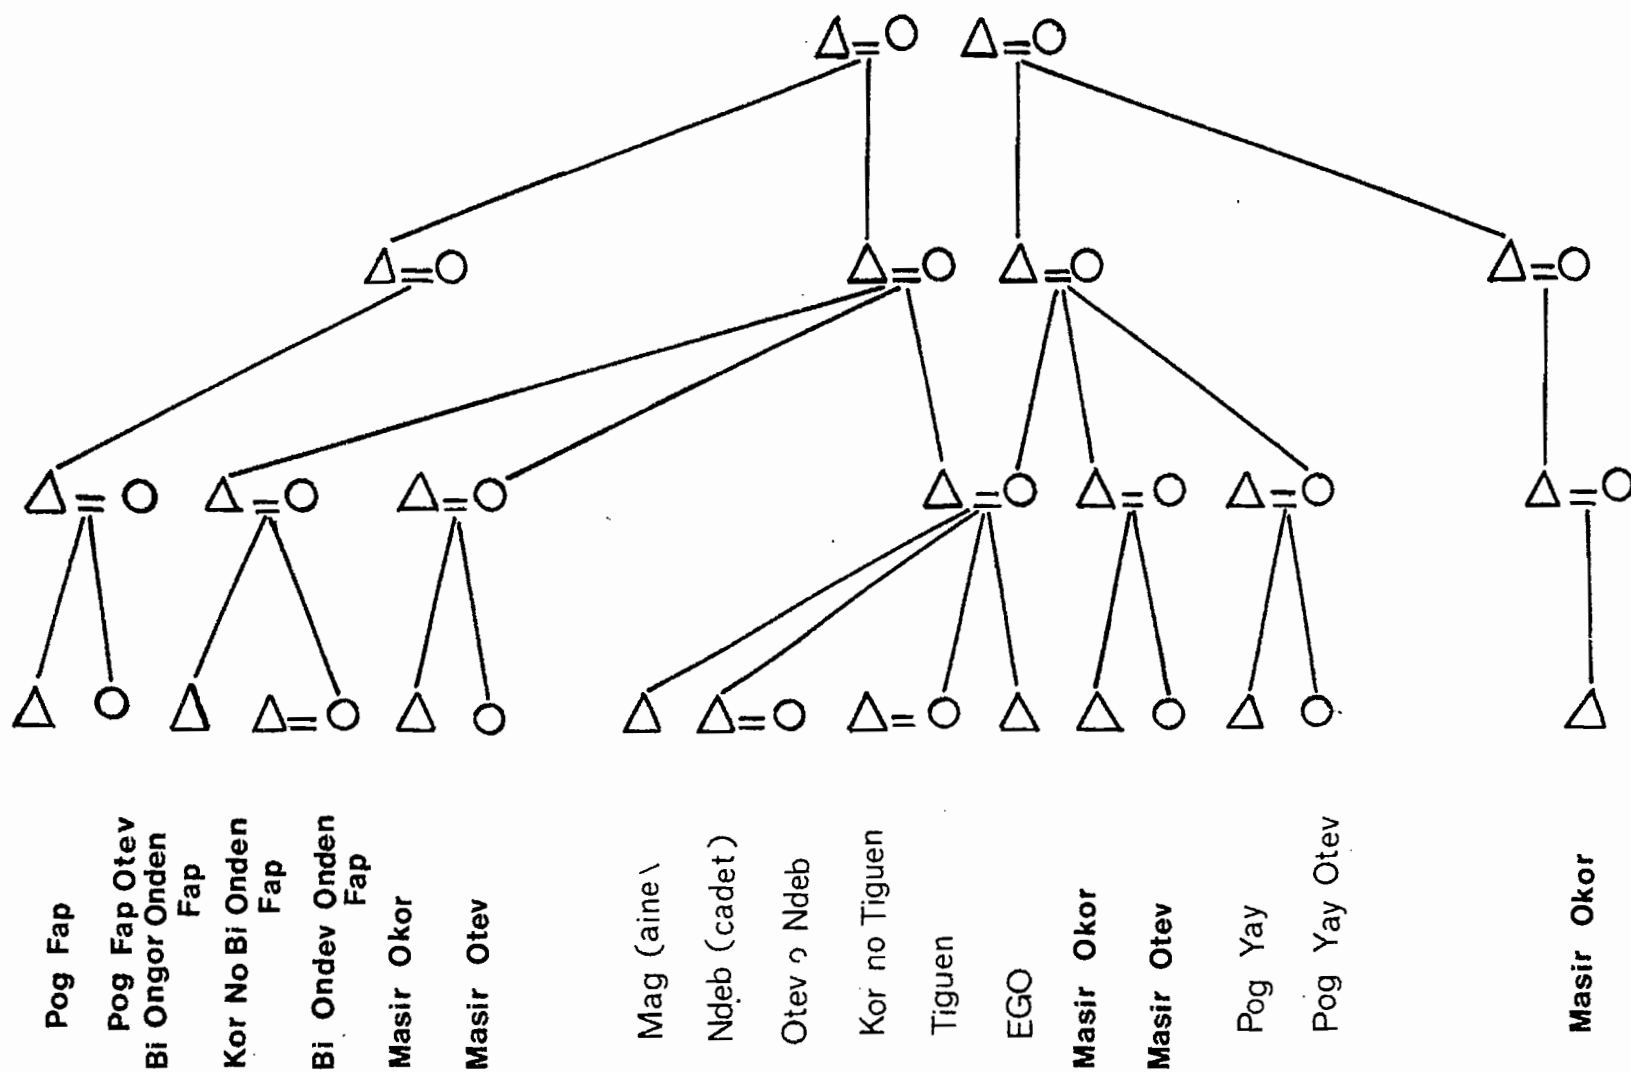 Pog Fap
Pog Fap Otev
Bi Ongor Onden
Fap
Kor No Bi Onden
Fap
Bi Ondev Onden
Fap
Masir Okor
Masir Otev
Mag (aine\
Ndeb (cadet)
Otev ɔ Ndeb
Kor no Tiguen
Tiguen
EGO
Masir Okor
Masir Otev
Pog Yay
Pog Yay Otev
Masir Okor